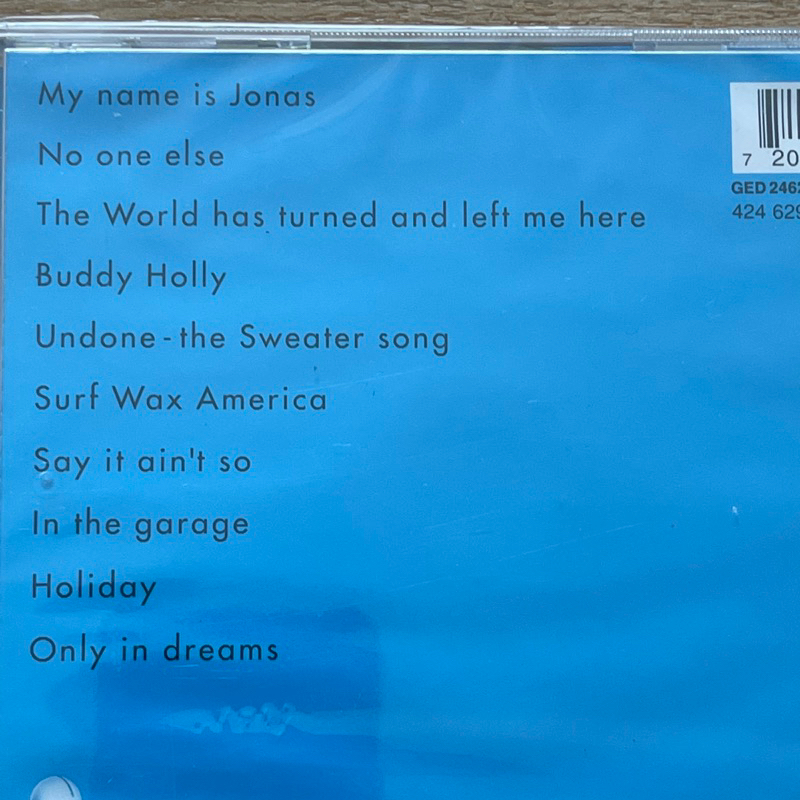 My name is Jonas
No one else
The World has turned and left me here
Buddy Holly
Undone-the Sweater song
Surf Wax America
Say it ain't so
In the garage
Holiday
Only in dreams
7 20
GED 2462
424 629